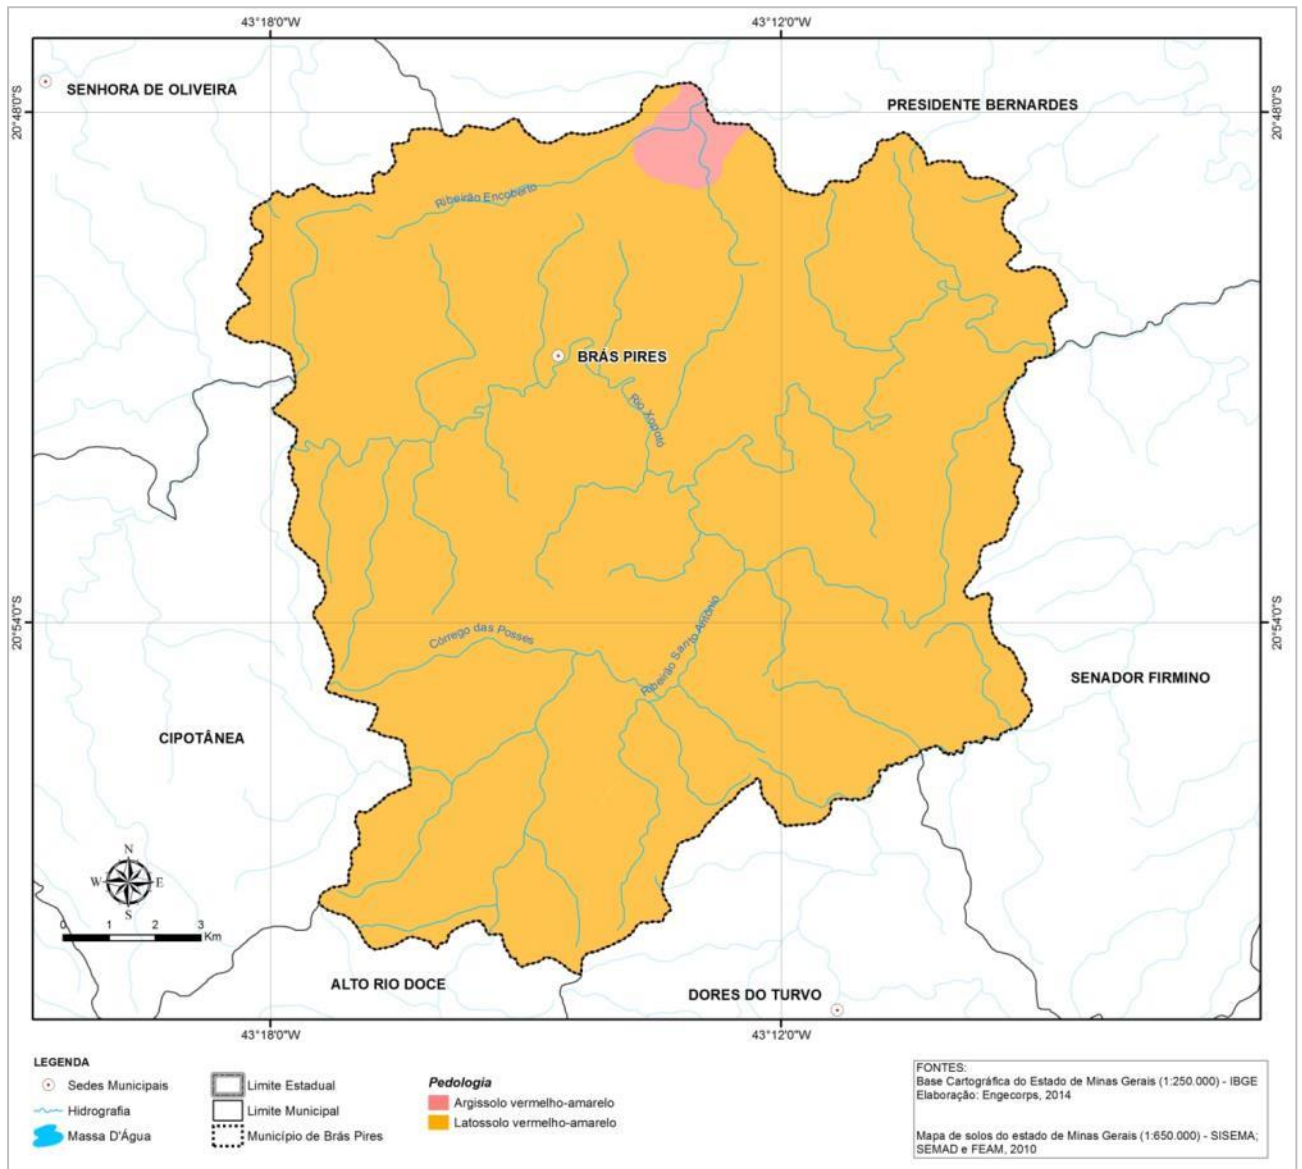 43°18'0"W
43°12'0"W
SENHORA DE OLIVEIRA
PRESIDENTE BERNARDES
20°48'0"S
20°48'0"S
Ribeirão Encoberto
BRÁS PIRES
Rio Xopotó
20°54'0"S
20°54'0"S
Córrego das Posses
Ribeirão Santo Antônio
SENADOR FIRMINO
CIPOTÂNEA
N
W
E
S
0 1 2 3
Km
ALTO RIO DOCE
DORES DO TURVO
43°18'0"W
43°12'0"W
LEGENDA
Sedes Municipais
Hidrografia
Massa D'Água
Limite Estadual
Limite Municipal
Município de Brás Pires
Pedologia
Argissolo vermelho-amarelo
Latossolo vermelho-amarelo
FONTES:
Base Cartográfica do Estado de Minas Gerais (1:250.000) - IBGE
Elaboração: Engecorps, 2014
Mapa de solos do estado de Minas Gerais (1:650.000) - SISEMA;
SEMAD e FEAM, 2010